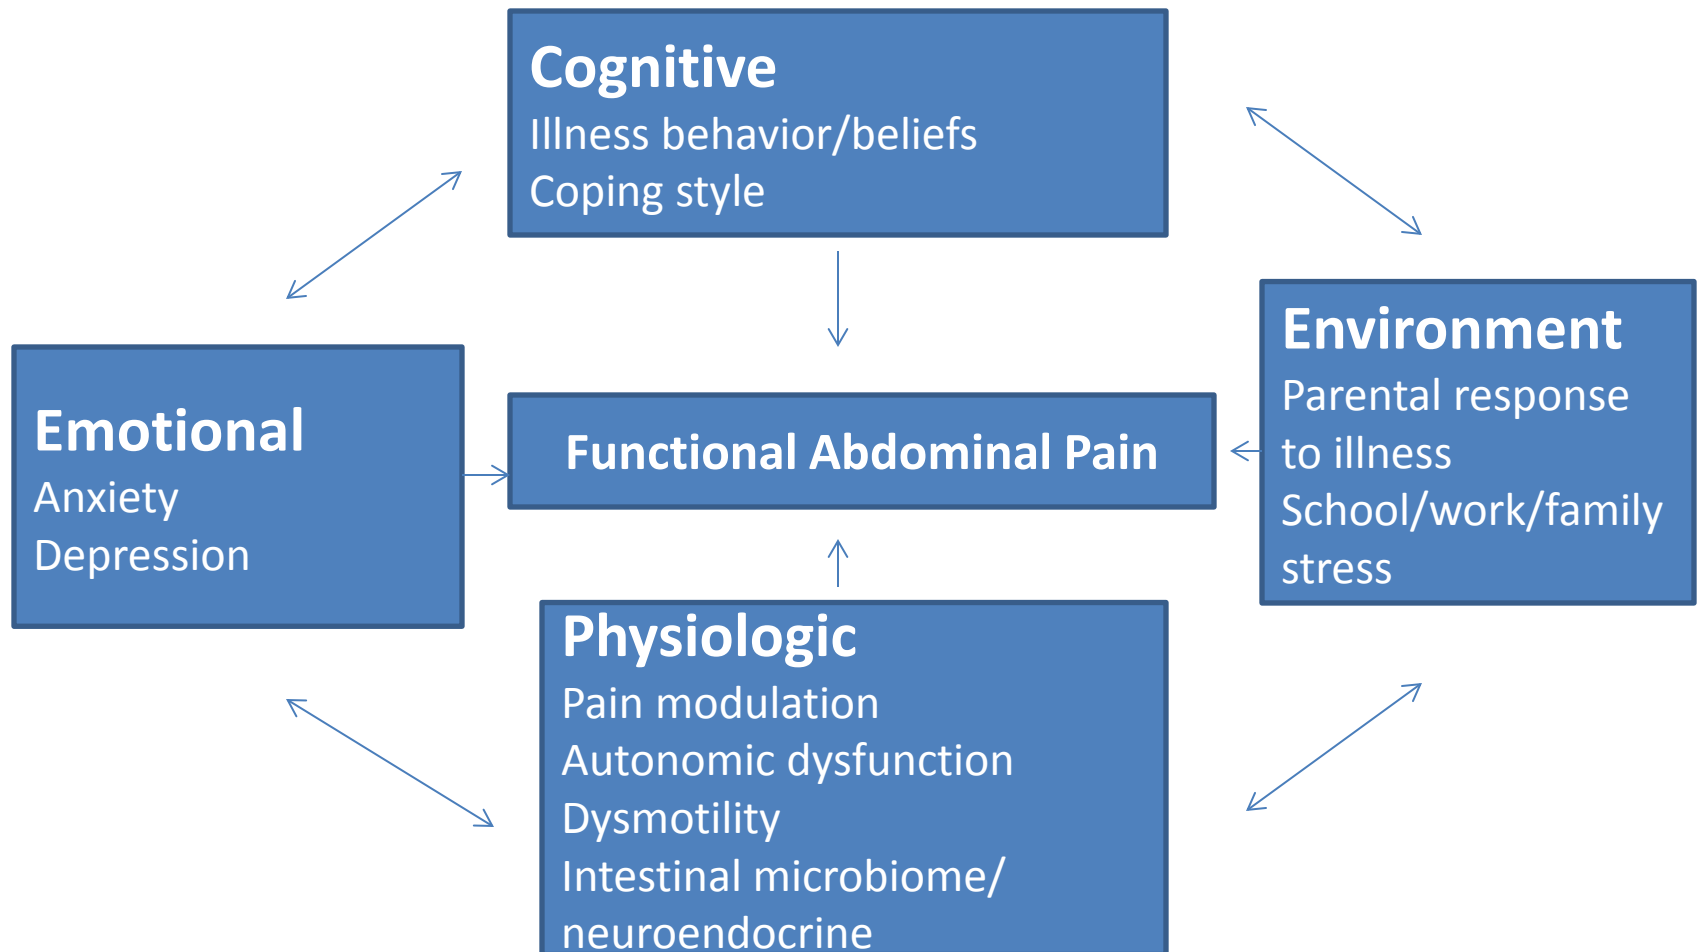 Cognitive
Illness behavior/beliefs
Coping style
Emotional
Anxiety
Depression
Functional Abdominal Pain
Environment
Parental response
to illness
School/work/family
stress
Physiologic
Pain modulation
Autonomic dysfunction
Dysmotility
Intestinal microbiome/
neuroendocrine